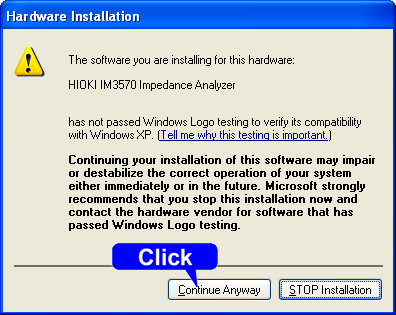 Hardware Installation
The software you are installing for this hardware:
HIOKI IM3570 Impedance Analyzer
has not passed Windows Logo testing to verify its compatibility
with Windows XP. (Tell me why this testing is important.)
Continuing your installation of this software may impair
or destabilize the correct operation of your system
either immediately or in the future. Microsoft strongly
recommends that you stop this installation now and
contact the hardware vendor for software that has
passed Windows Logo testing.
Click
Continue Anyway STOP Installation